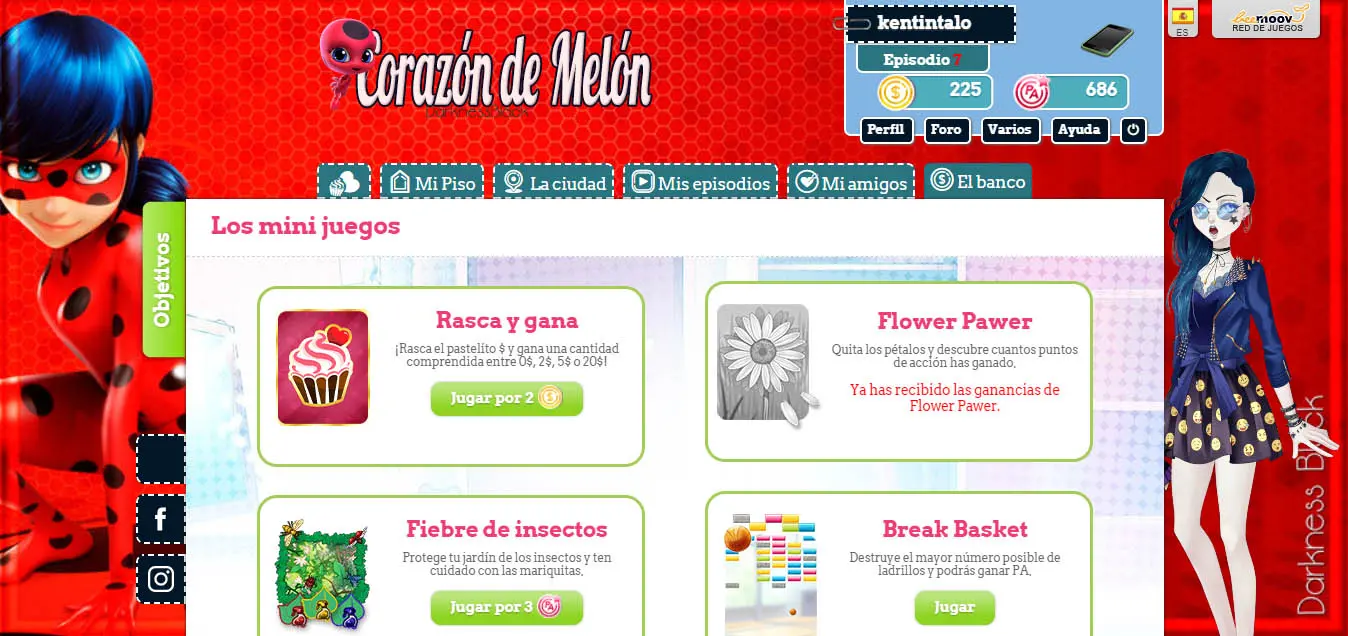 kentintalo
ES
beemoov
RED DE JUEGOS
Corazón de Melón
DarknessBlack
Episodio 7
225
PA
686
Perfil
Foro
Varios
Ayuda
Mi Piso
La ciudad
Mis episodios
Mi amigos
El banco
Objetivos
Los mini juegos
Rasca y gana
¡Rasca el pastelito $ y gana una cantidad
comprendida entre 0$, 2$, 5$ o 20$!
Jugar por 2 $
Flower Pawer
Quita los pétalos y descubre cuantos puntos
de acción has ganado.
Ya has recibido las ganancias de
Flower Pawer.
Fiebre de insectos
Protege tu jardín de los insectos y ten
cuidado con las mariquitas.
Jugar por 3 PA
Break Basket
Destruye el mayor número posible de
ladrillos y podrás ganar PA.
Jugar
Darkness Black